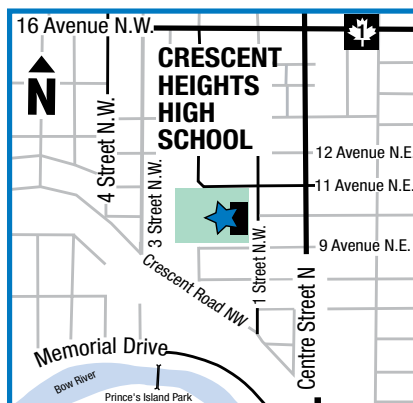 16 Avenue N.W.
1
CRESCENT
HEIGHTS
HIGH
SCHOOL
N
4 Street N.W.
3 Street N.W.
12 Avenue N.E.
11 Avenue N.E.
9 Avenue N.E.
1 Street N.W.
Crescent Road NW
Centre Street N
Memorial Drive
Bow River
Prince's Island Park